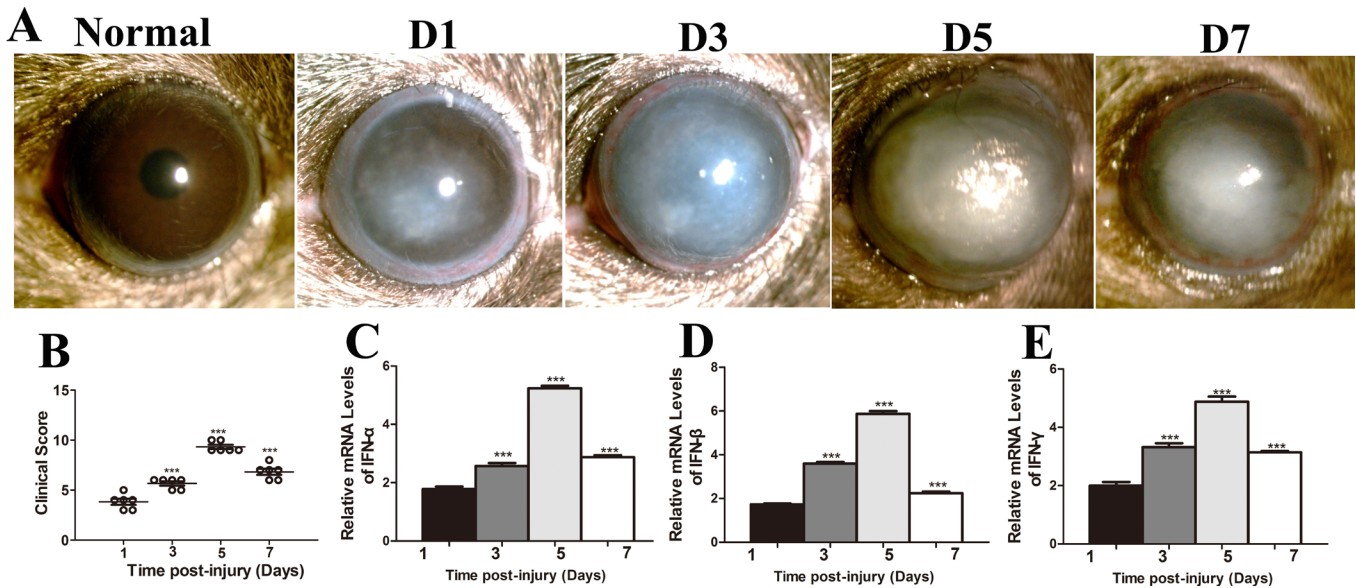 A
Normal
D1
D3
D5
D7
B
Clinical Score
15
10
5
0
***
***
***
1 3 5 7
Time post-injury (Days)
C
Relative mRNA Levels
of IFN-α
6
4
2
0
***
***
***
1 3 5 7
Time post-injury (Days)
D
Relative mRNA Levels
of IFN-β
8
6
4
2
0
***
***
***
1 3 5 7
Time post-injury (Days)
E
Relative mRNA Levels
of IFN-γ
6
4
2
0
***
***
***
1 3 5 7
Time post-injury (Days)